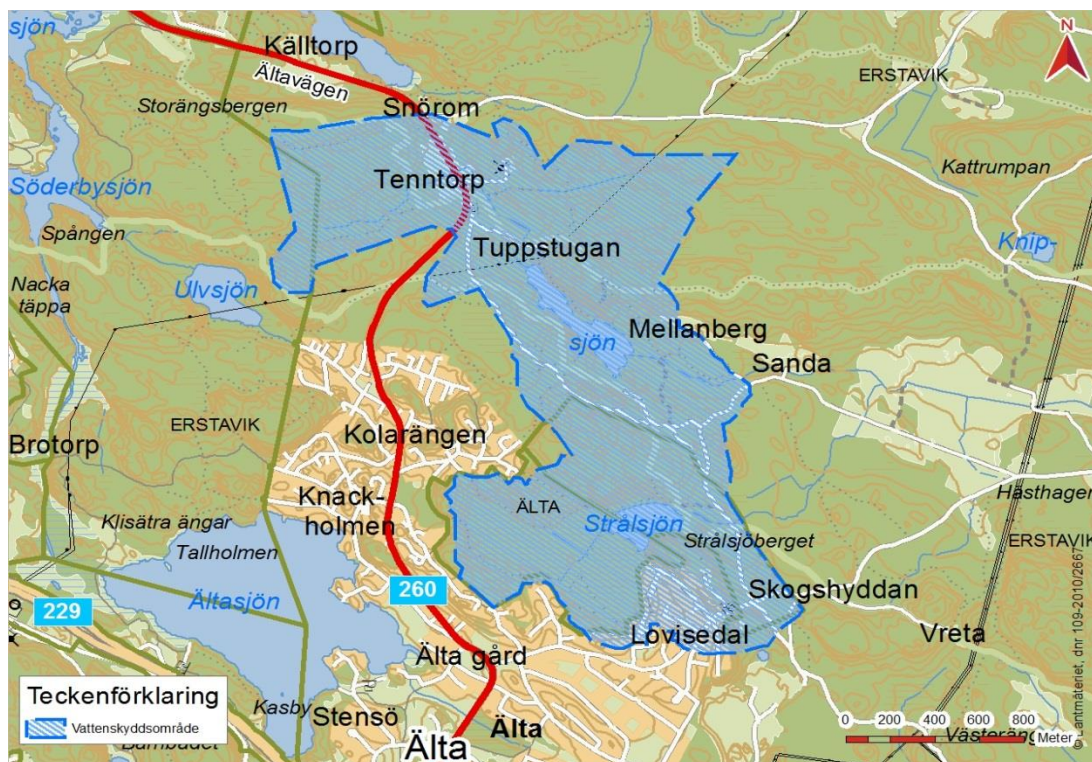 sjön
Källtorp
Ältavägen
N
ERSTAVIK
Storängsbergen
Snörom
Kattrumpan
Söderbysjön
Tenntorp
Spången
Tuppstugan
Knip-
Nacka
täppa
Ulvsjön
Mellanberg
sjön
Sanda
ERSTAVIK
Kolarängen
Brotorp
Knack-
holmen
Hästhagen
ÄLTA
Klisätra ängar
Strålsjön
Tallholmen
Strålsjöberget
ERSTAVIK
260
Skogshyddan
229
Ältasjön
Lovisedal
Vreta
Älta gård
Teckenförklaring
Vattenskyddsområde
Kasby
Stensö
Älta
Älta
0 200 400 600 800
Meter
© Lantmäteriet, dnr 109-2010/2667